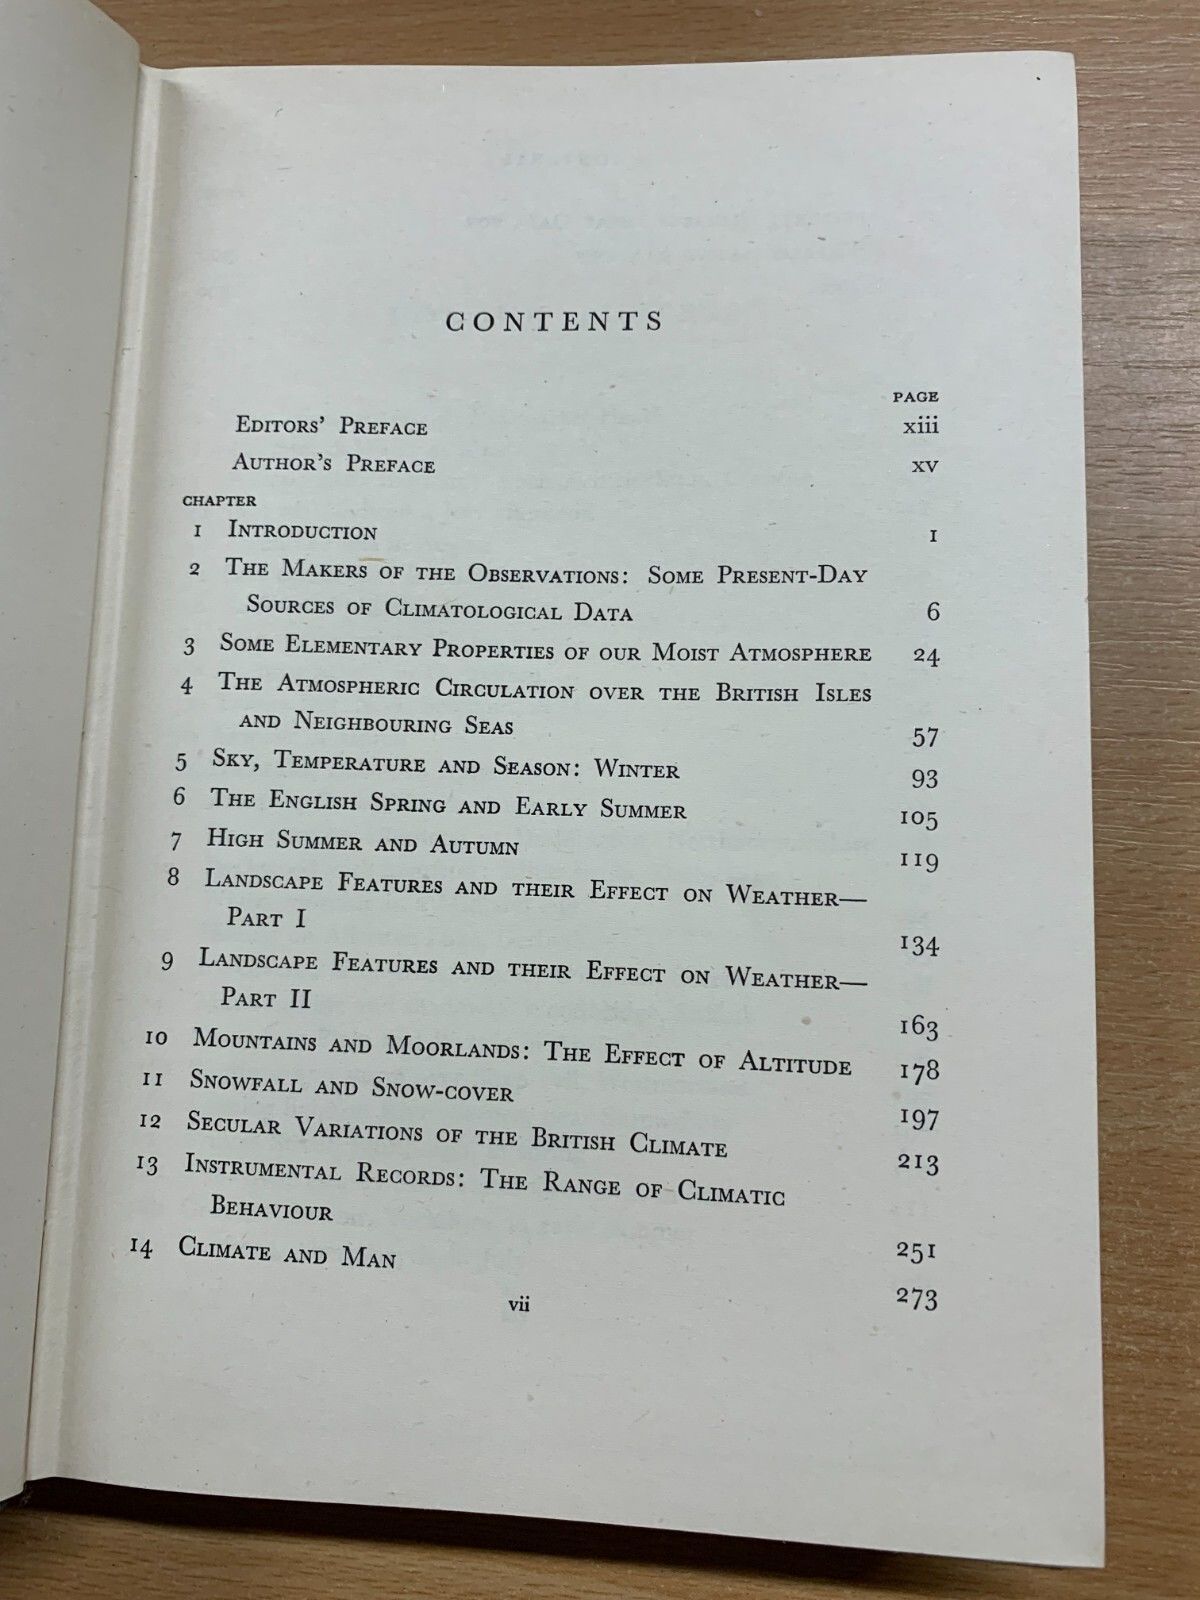 CONTENTS
PAGE
Editors' Preface xiii
Author's Preface xv
CHAPTER
1 Introduction 1
2 The Makers of the Observations: Some Present-Day
Sources of Climatological Data 6
3 Some Elementary Properties of our Moist Atmosphere 24
4 The Atmospheric Circulation over the British Isles
and Neighbouring Seas 57
5 Sky, Temperature and Season: Winter 93
6 The English Spring and Early Summer 105
7 High Summer and Autumn 119
8 Landscape Features and their Effect on Weather—
Part I 134
9 Landscape Features and their Effect on Weather—
Part II 163
10 Mountains and Moorlands: The Effect of Altitude 178
11 Snowfall and Snow-cover 197
12 Secular Variations of the British Climate 213
13 Instrumental Records: The Range of Climatic
Behaviour 251
14 Climate and Man 273
vii